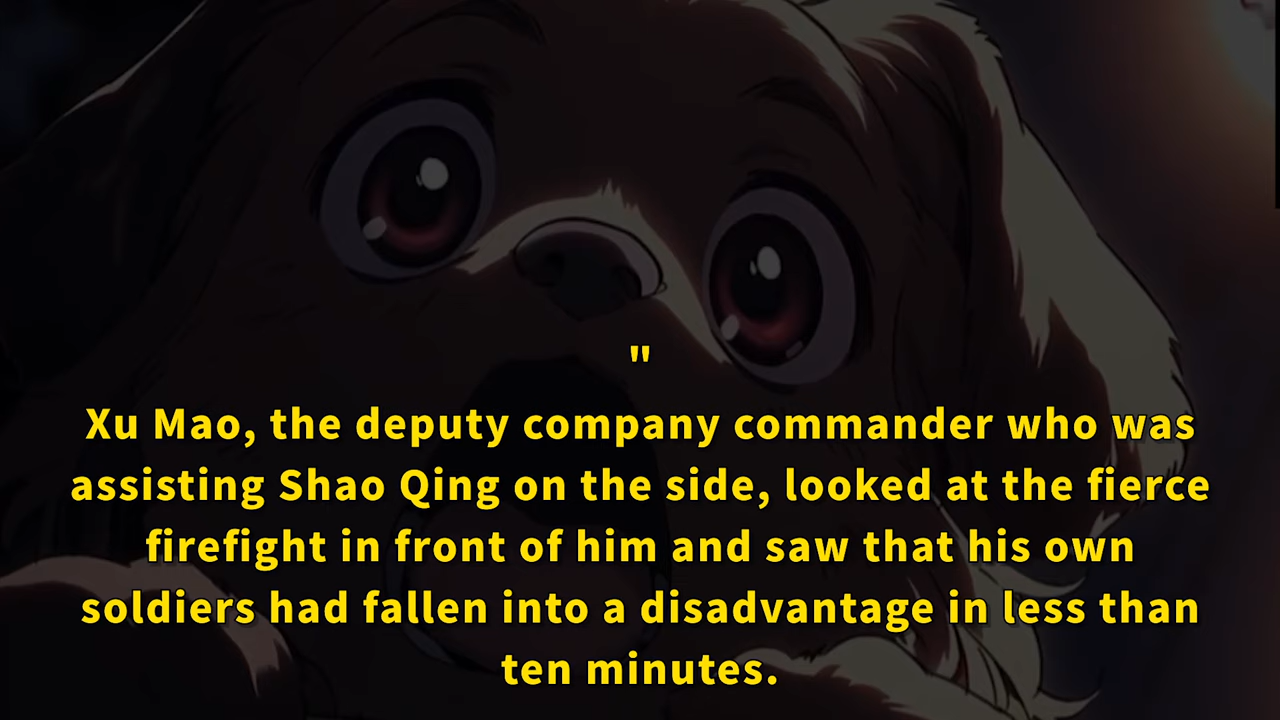 "
Xu Mao, the deputy company commander who was
assisting Shao Qing on the side, looked at the fierce
firefight in front of him and saw that his own
soldiers had fallen into a disadvantage in less than
ten minutes.